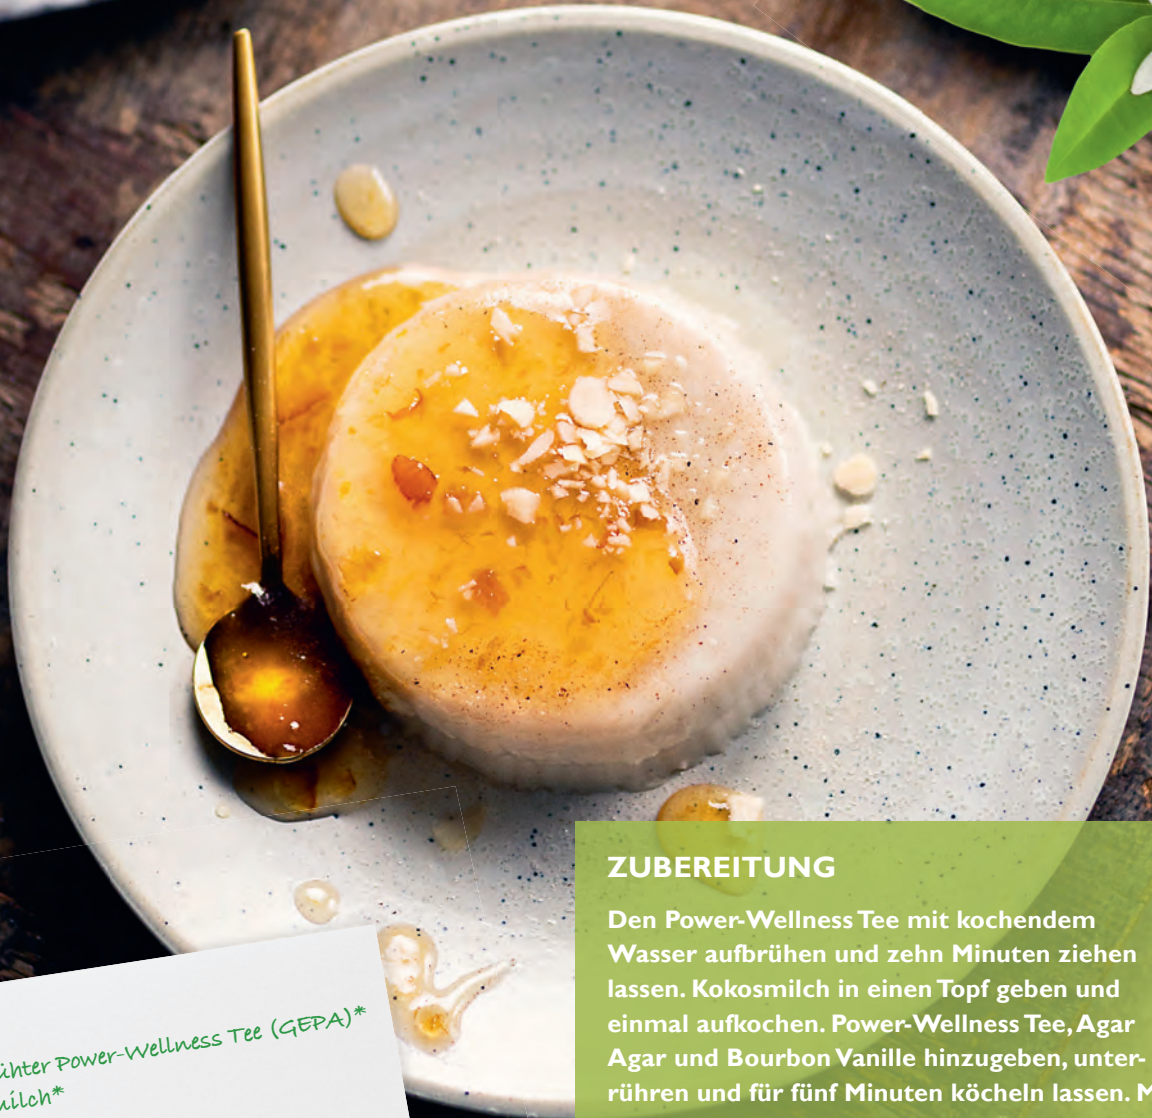 ZUBEREITUNG
Den Power-Wellness Tee mit kochendem
Wasser aufbrühen und zehn Minuten ziehen
lassen. Kokosmilch in einen Topf geben und
einmal aufkochen. Power-Wellness Tee, Agar
Agar und Bourbon Vanille hinzugeben, unter-
rühren und für fünf Minuten köcheln lassen.
Power-Wellness Tee (GEPA)*